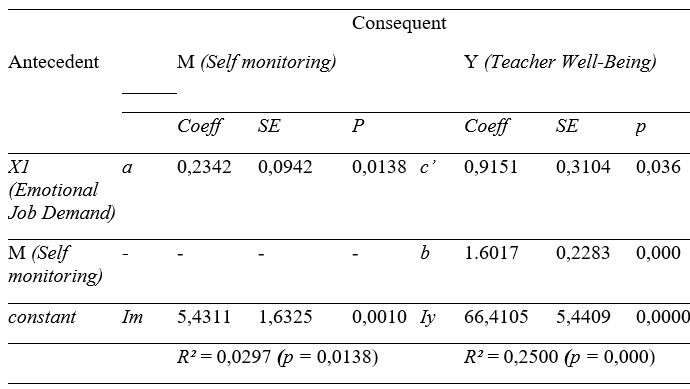 Consequent
Antecedent M (Self monitoring) Y (Teacher Well-Being)
Coeff SE P Coeff SE p
X1 a 0,2342 0,0942 0,0138 c’ 0,9151 0,3104 0,036
(Emotional
Job Demand)
M (Self - - - - b 1.6017 0,2283 0,000
monitoring)
constant Im 5,4311 1,6325 0,0010 Iy 66,4105 5,4409 0,0000
R² = 0,0297 (p = 0,0138) R² = 0,2500 (p = 0,000)